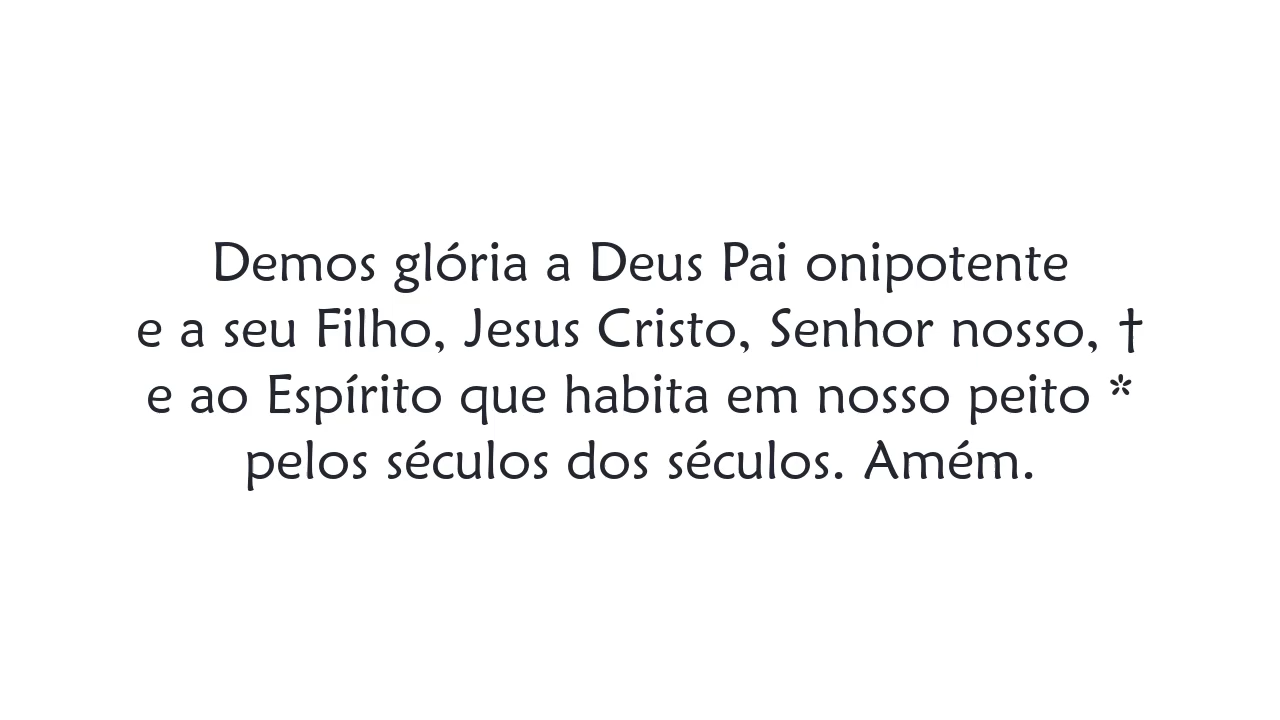 Demos glória a Deus Pai onipotente
e a seu Filho, Jesus Cristo, Senhor nosso, †
e ao Espírito que habita em nosso peito *
pelos séculos dos séculos. Amém.